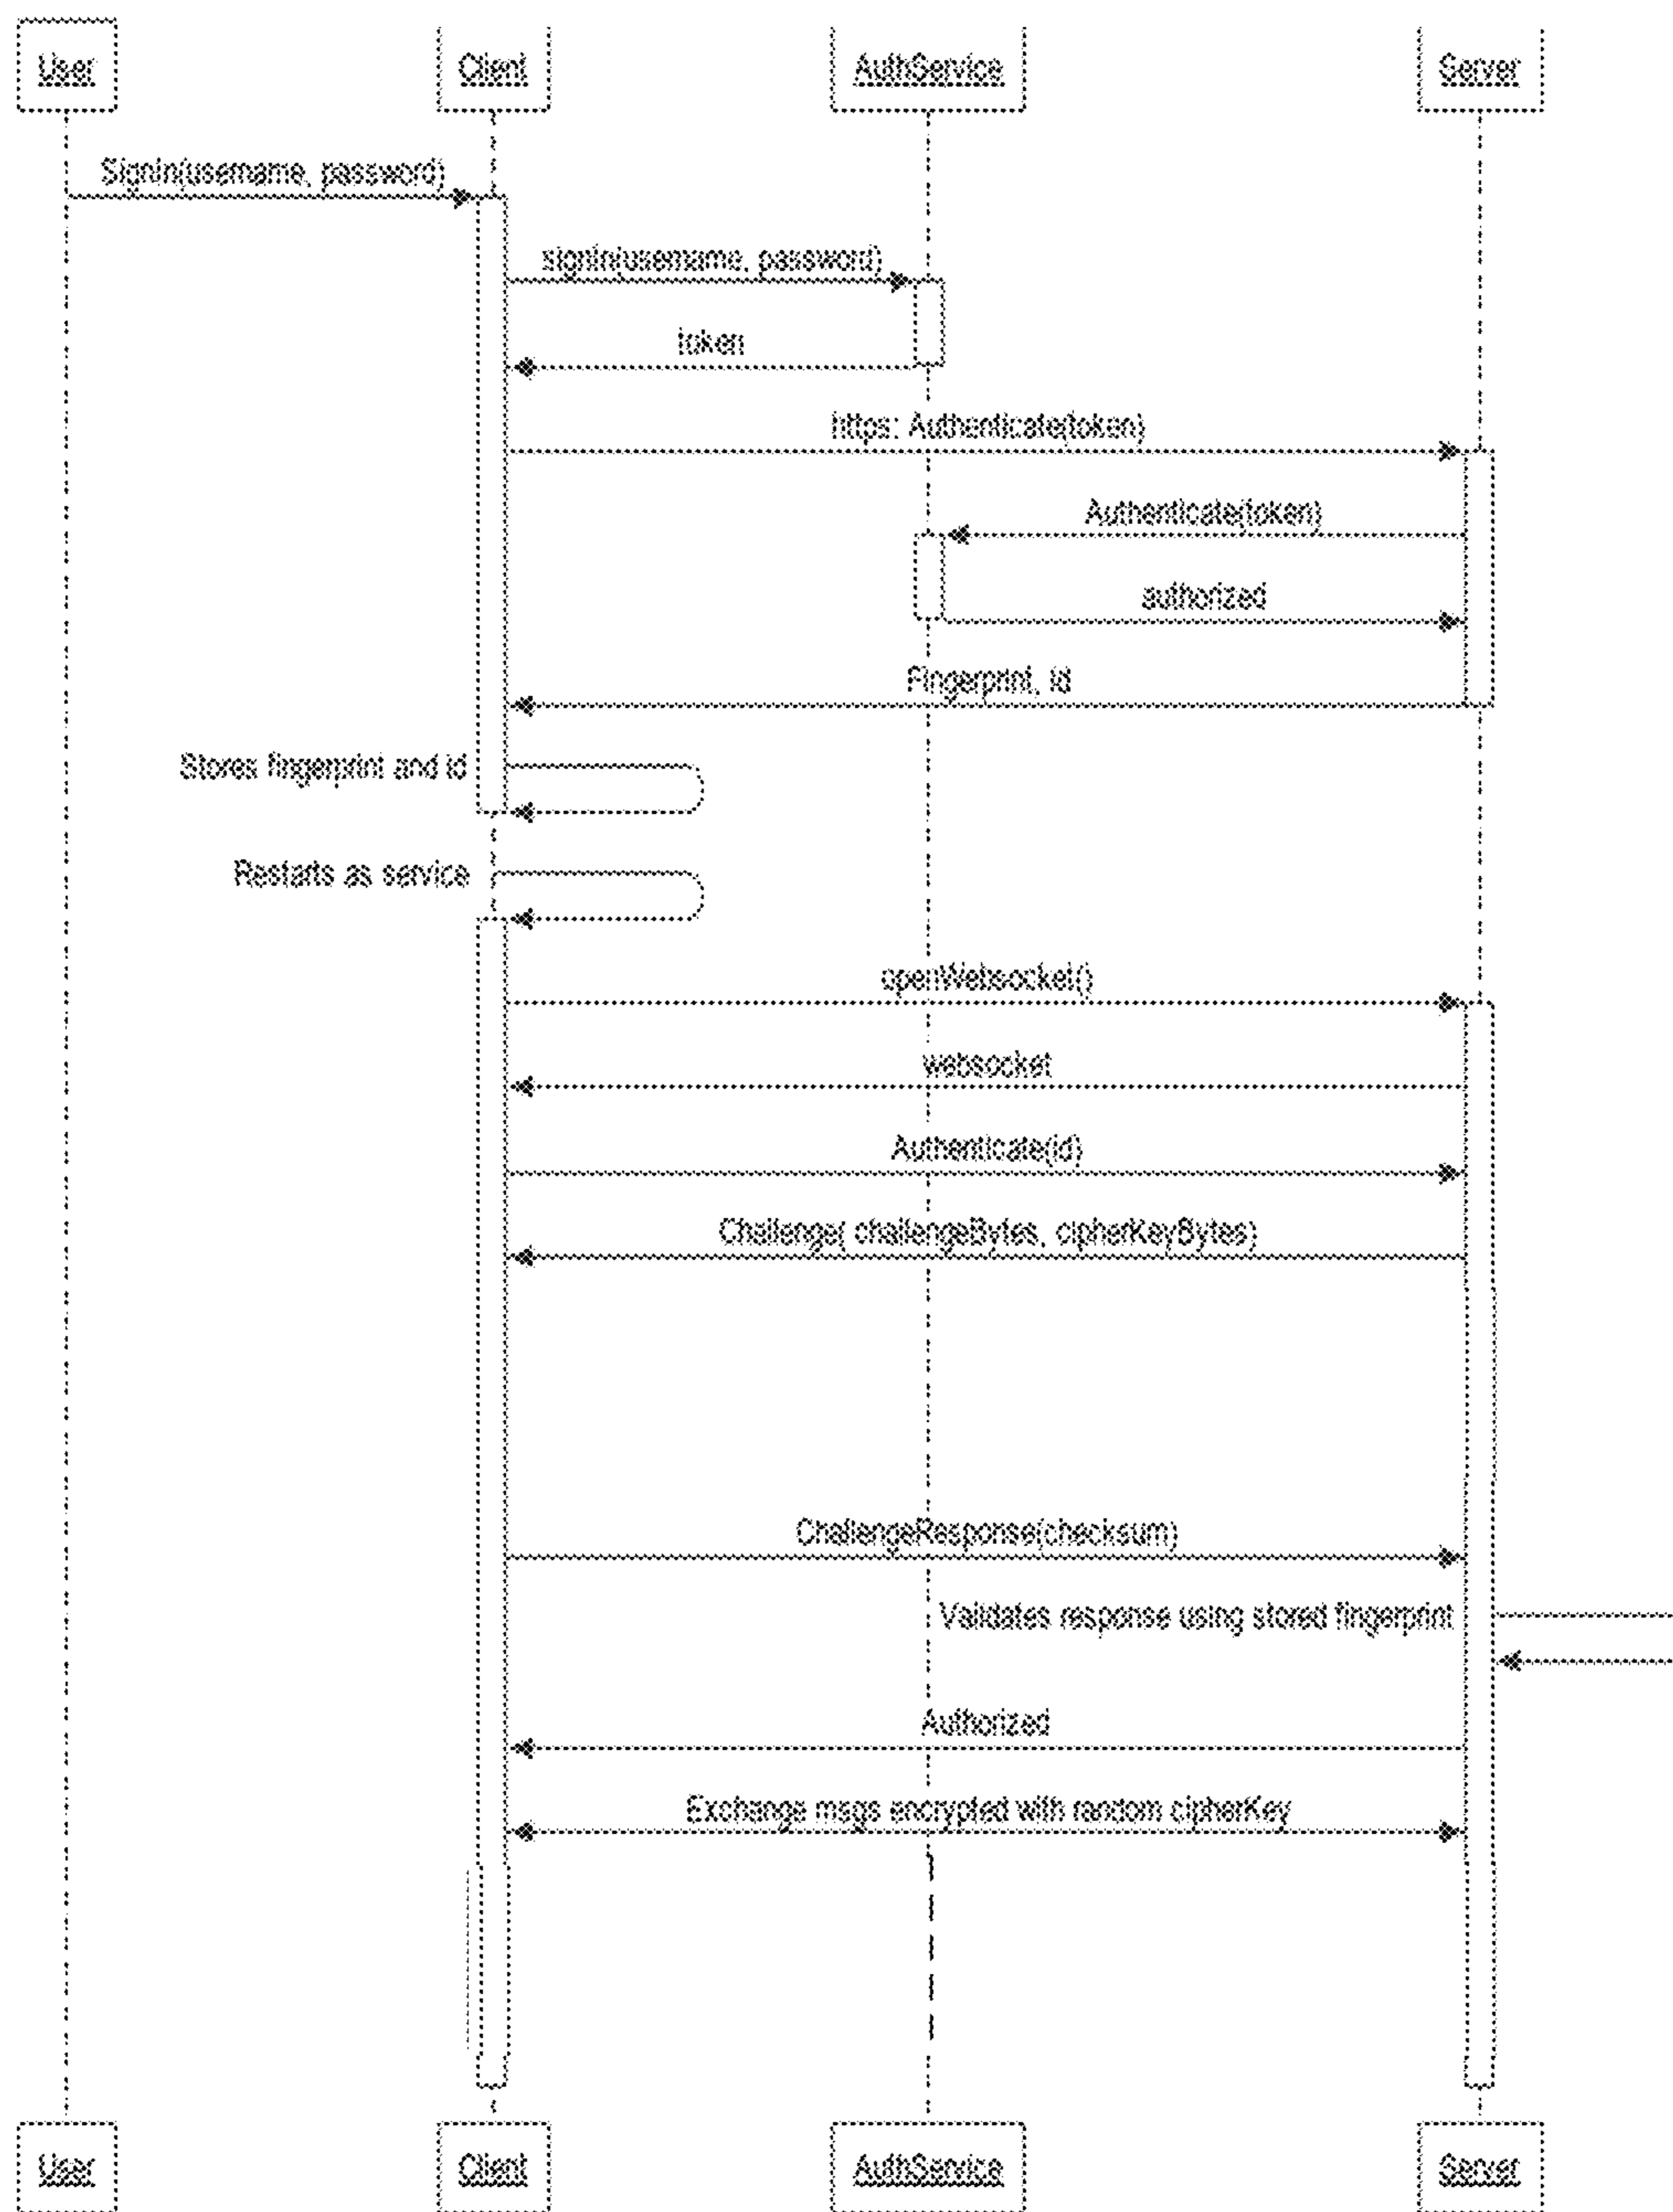 User
Client
AuthService
Server
SignIn(username, password)
signIn(username, password)
token
https: Authenticate(token)
Authenticate(token)
authorized
Fingerprint, id
Stores fingerprint and id
Restarts as service
openWebsocket()
websocket
Authenticate(id)
Challenge( challengeBytes, cipherKeyBytes)
ChallengeResponse(checksum)
Validates response using stored fingerprint
Authorized
Exchange msgs encrypted with random cipherKey
User
Client
AuthService
Server